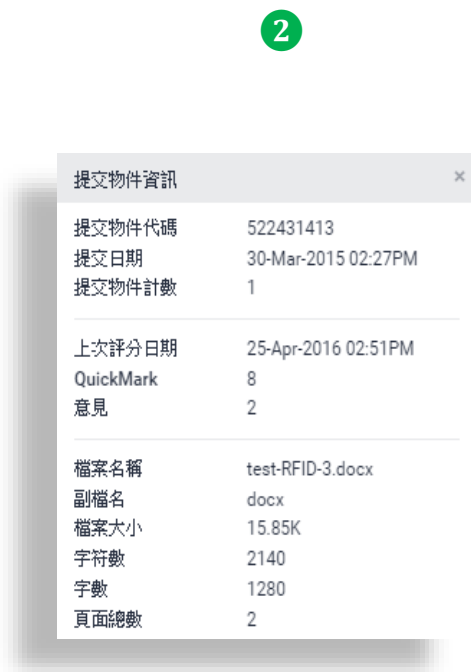 2
提交物件資訊 ×
提交物件代碼 522431413
提交日期 30-Mar-2015 02:27PM
提交物件計數 1
上次評分日期 25-Apr-2016 02:51PM
QuickMark 8
意見 2
檔案名稱 test-RFID-3.docx
副檔名 docx
檔案大小 15.85K
字符數 2140
字數 1280
頁面總數 2